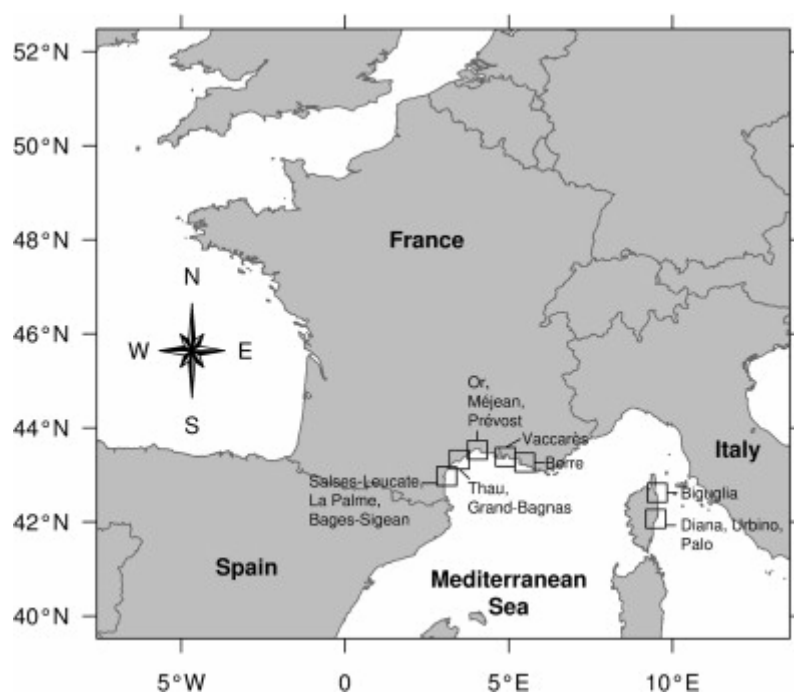 52°N
50°N
48°N
46°N
44°N
42°N
40°N
France
N
W
E
S
Or,
Méjean,
Prévost
Vaccarès
Berre
Italy
Salses-Leucate,
La Palme,
Bages-Sigean
Thau,
Grand-Bagnas
Biguglia
Diana, Urbino,
Palo
Spain
Mediterranean
Sea
5°W
0
5°E
10°E